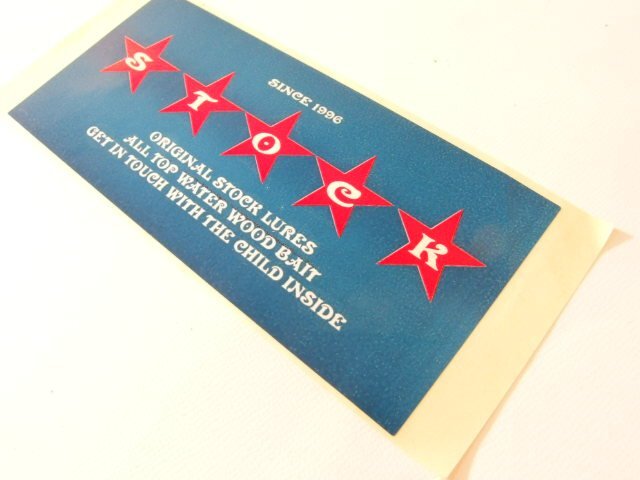 SINCE 1996
STOCK
ORIGINAL STOCK LURES
ALL TOP WATER WOOD BAIT
GET IN TOUCH WITH THE CHILD INSIDE